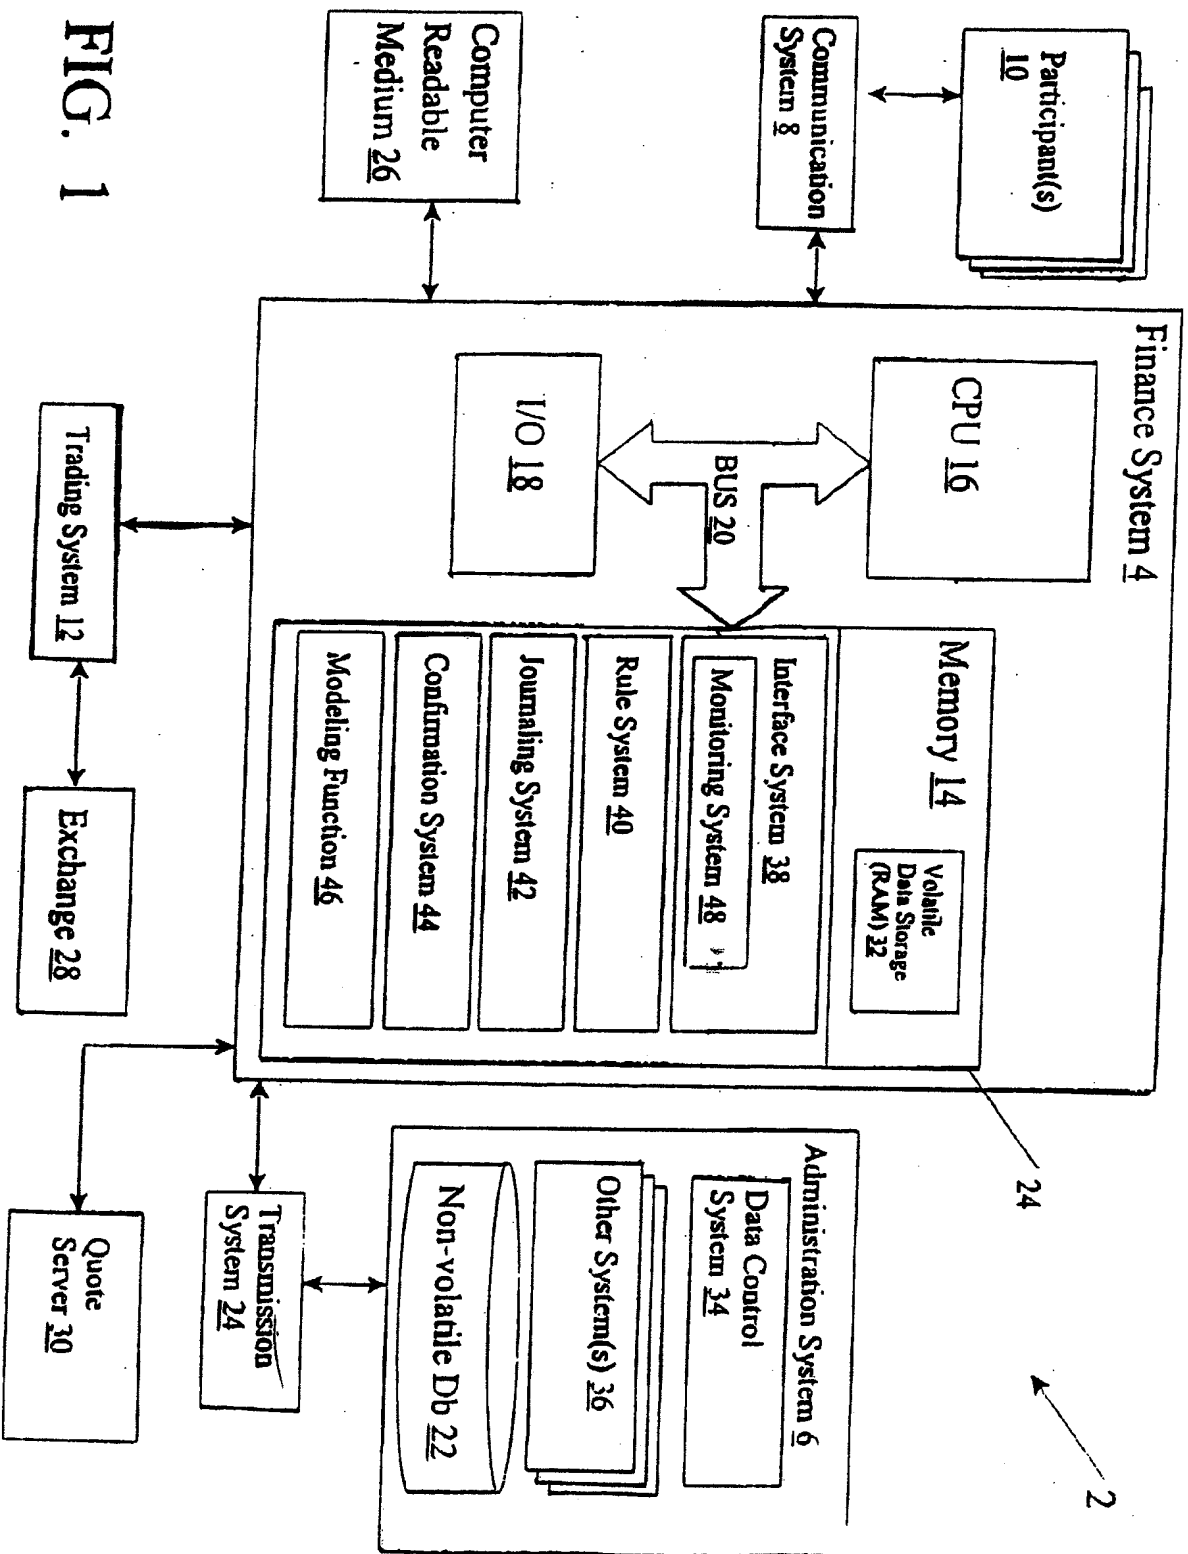 Participant(s)
10
Communication
System 8
Computer
Readable
Medium 26
FIG. 1
Finance System 4
CPU 16
BUS 20
I/O 18
Memory 14
Volatile
Data Storage
(RAM) 32
Interface System 38
Monitoring System 48
Rule System 40
Journaling System 42
Confirmation System 44
Modeling Function 46
Trading System 12
Exchange 28
24
2
Administration System 6
Data Control
System 34
Other System(s) 36
Non-volatile Db 22
Transmission
System 24
Quote
Server 30